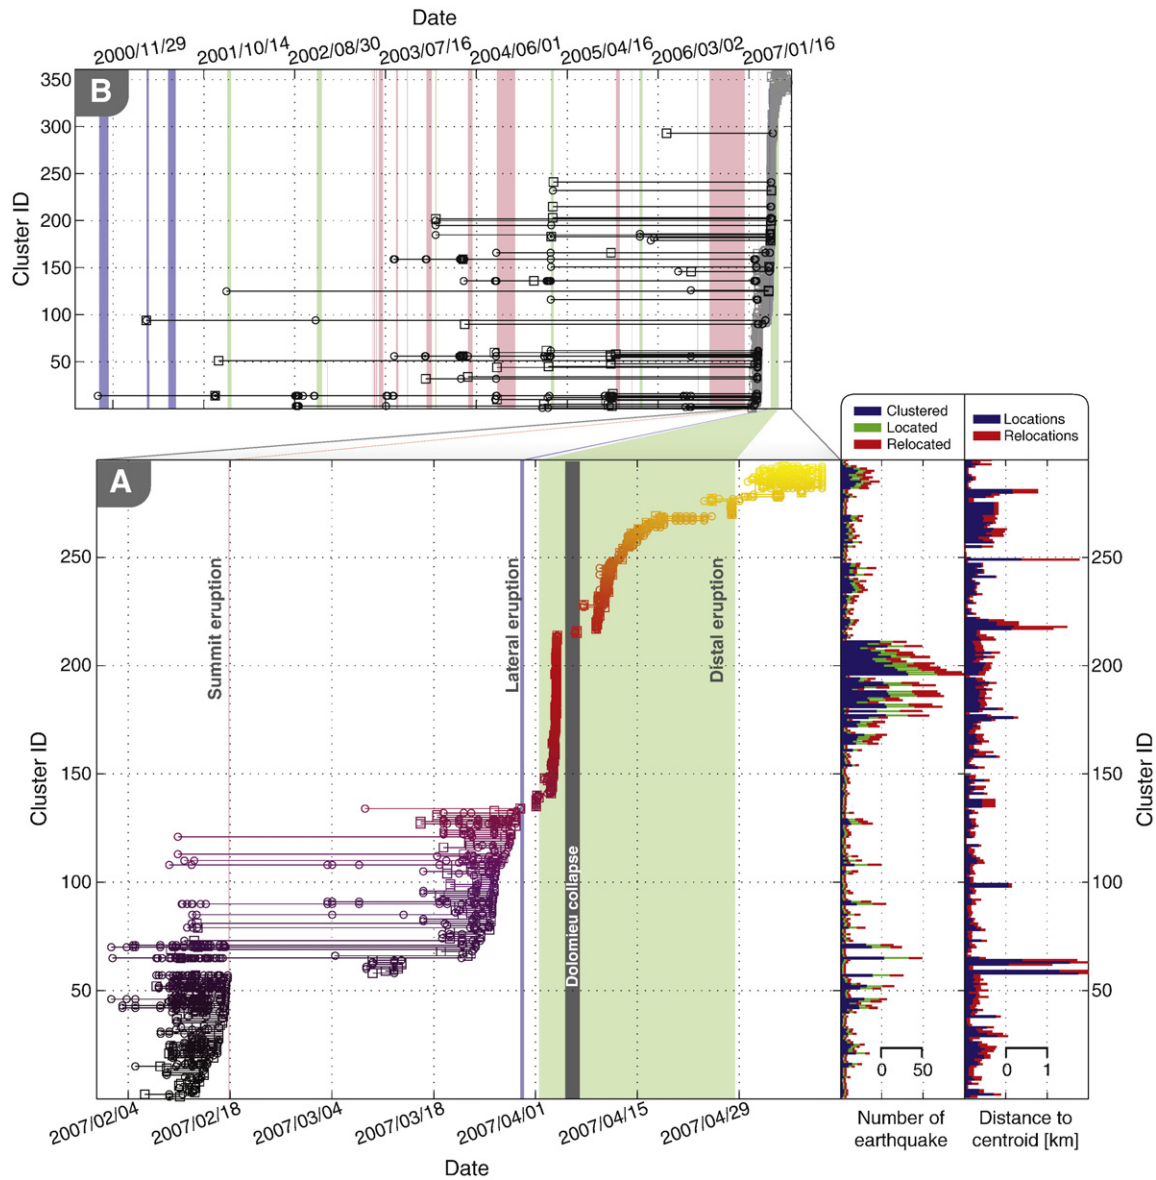 Date
2000/11/29 2001/10/14 2002/08/30 2003/07/16 2004/06/01 2005/04/16 2006/03/02 2007/01/16
B
350
300
250
200
150
100
50
Cluster ID
A
250
200
150
100
50
Cluster ID
Summit eruption
Lateral eruption
Dolomieu collapse
Distal eruption
2007/02/04 2007/02/18 2007/03/04 2007/03/18 2007/04/01 2007/04/15 2007/04/29
Date
Clustered
Located
Relocated
Locations
Relocations
0 50
Number of
earthquake
0 1
Distance to
centroid [km]
250
200
150
100
50
Cluster ID